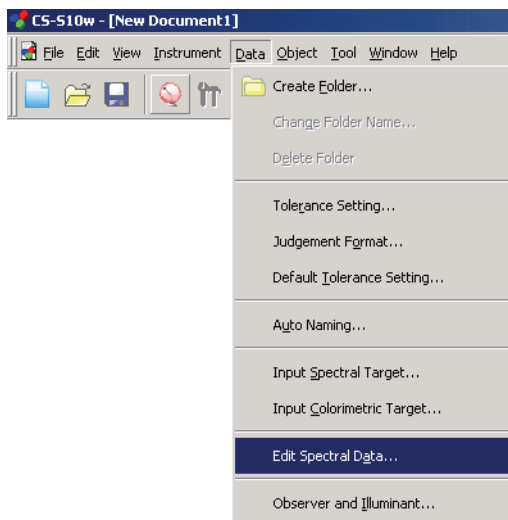 CS-S10w - [New Document1]
File Edit View Instrument Data Object Tool Window Help
Create Folder...
Change Folder Name...
Delete Folder
Tolerance Setting...
Judgement Format...
Default Tolerance Setting...
Auto Naming...
Input Spectral Target...
Input Colorimetric Target...
Edit Spectral Data...
Observer and Illuminant...